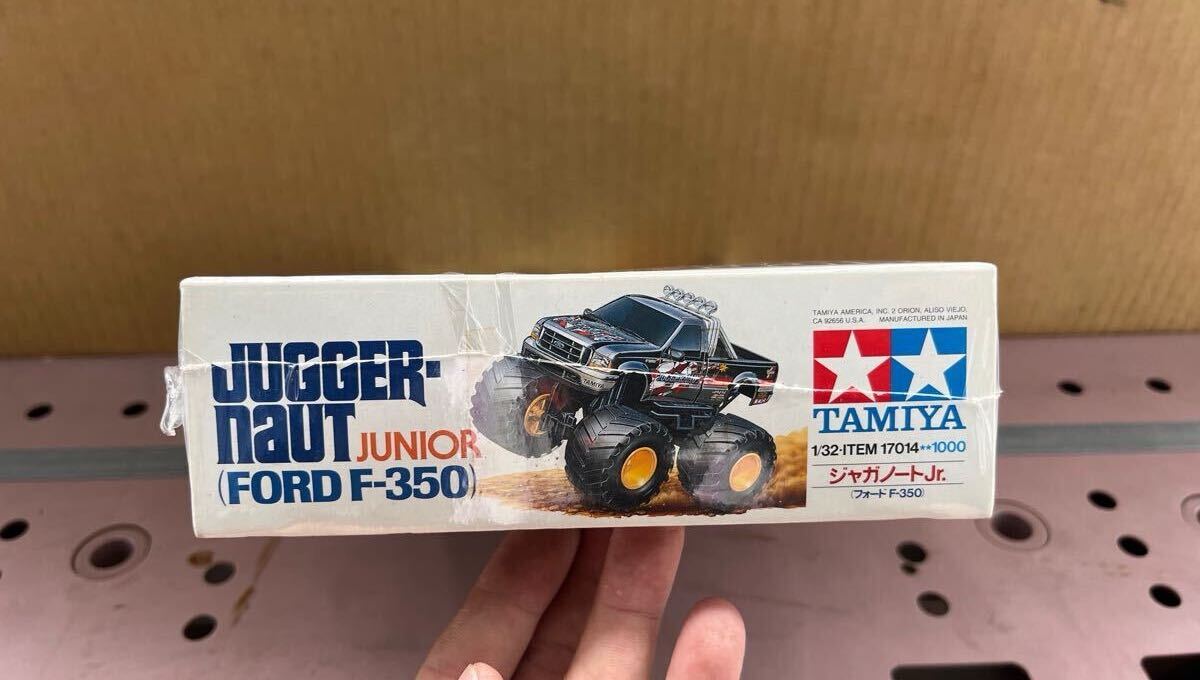 JUGGER-
NAUT JUNIOR
(FORD F-350)
TAMIYA
TAMIYA AMERICA, INC. 2 ORION, ALISO VIEJO,
CA 92656 U.S.A. MANUFACTURED IN JAPAN
TAMIYA
1/32·ITEM 17014★★1000
ジャガノートJr.
(フォード F-350)